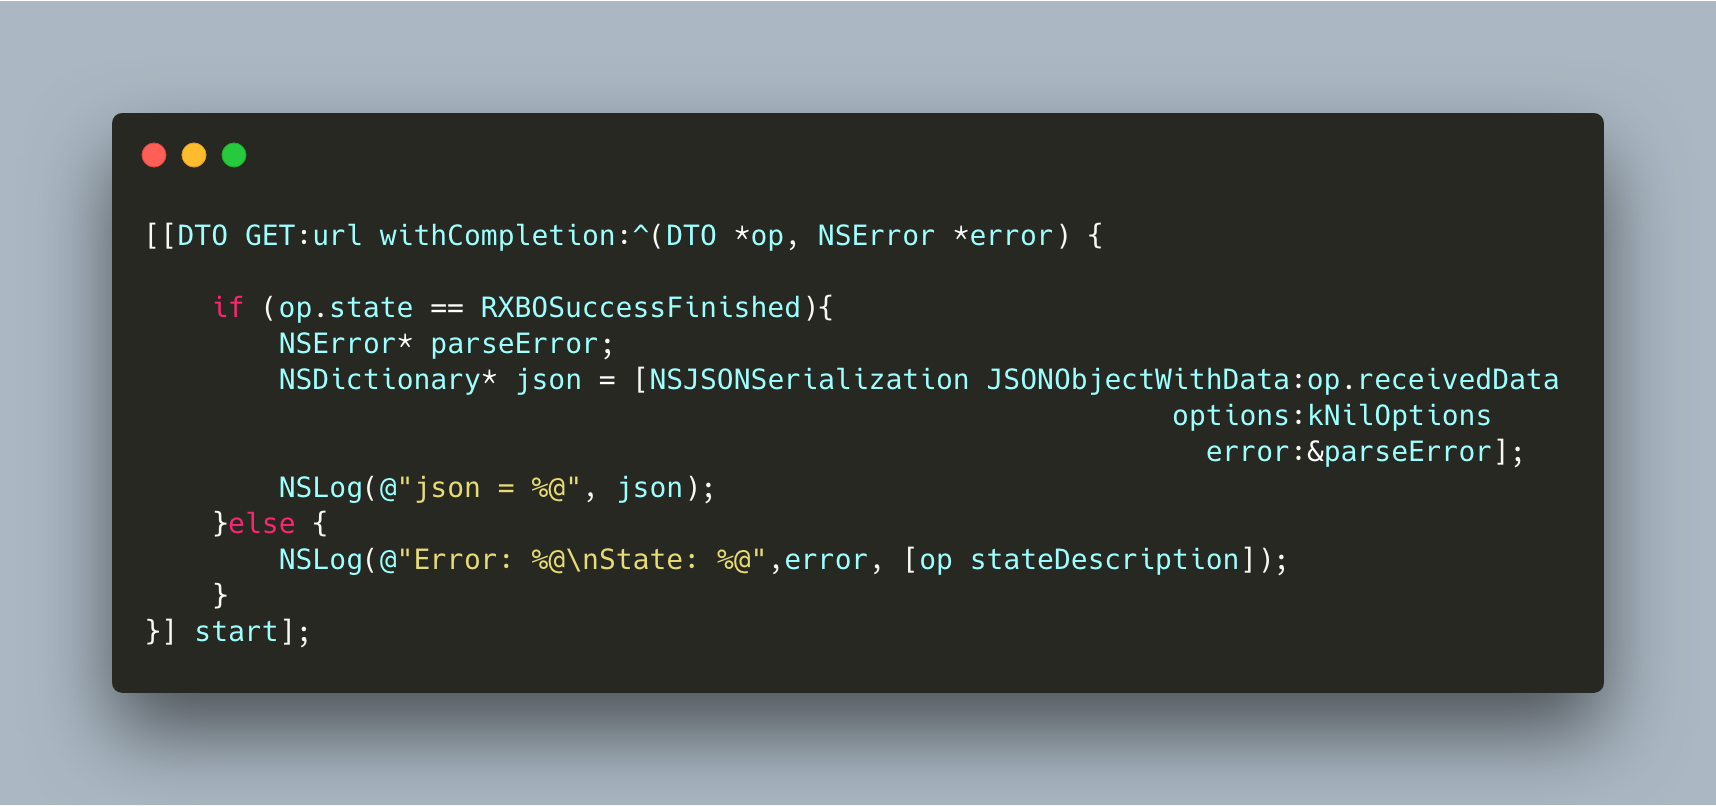 [[DTO GET:url withCompletion:^(DTO *op, NSError *error) {
    if (op.state == RXBOSuccessFinished){
        NSError* parseError;
        NSDictionary* json = [NSJSONSerialization JSONObjectWithData:op.receivedData
                                                             options:kNilOptions
                                                               error:&parseError];
        NSLog(@"json = %@", json);
    }else {
        NSLog(@"Error: %@\nState: %@",error, [op stateDescription]);
    }
}] start];